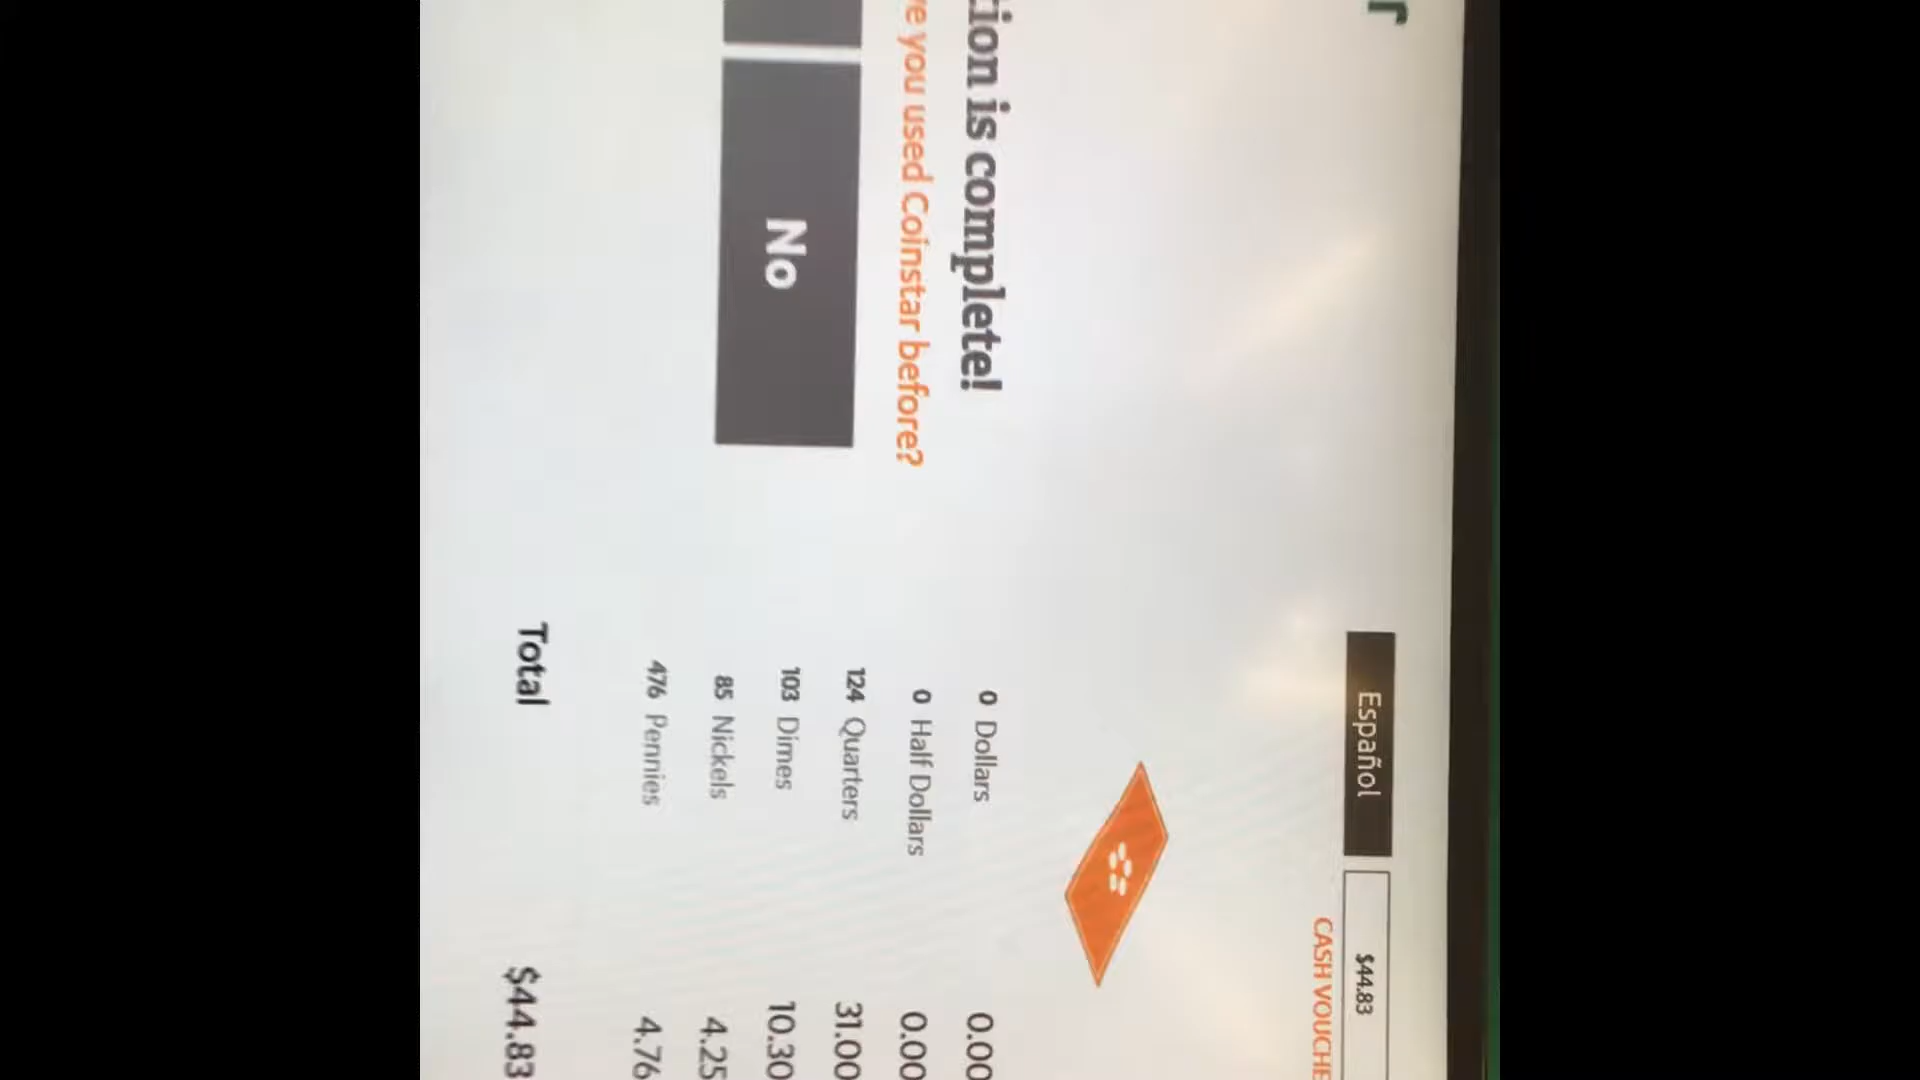 r
Español
$44.83
CASH VOUCHE
tion is complete!
ve you used Coinstar before?
No
0 Dollars 0.00
0 Half Dollars 0.00
124 Quarters 31.00
103 Dimes 10.30
85 Nickels 4.25
476 Pennies 4.76
Total $44.83